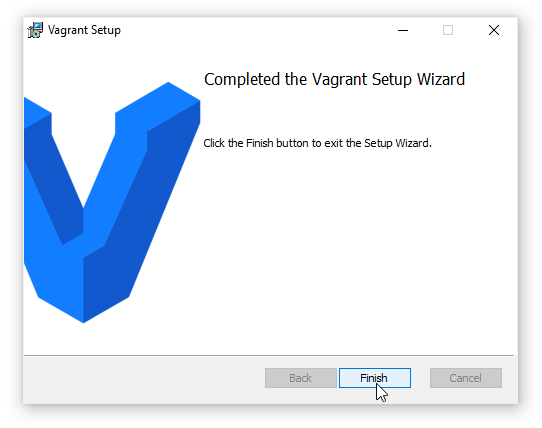 Vagrant Setup
Completed the Vagrant Setup Wizard
Click the Finish button to exit the Setup Wizard.
Back
Finish
Cancel